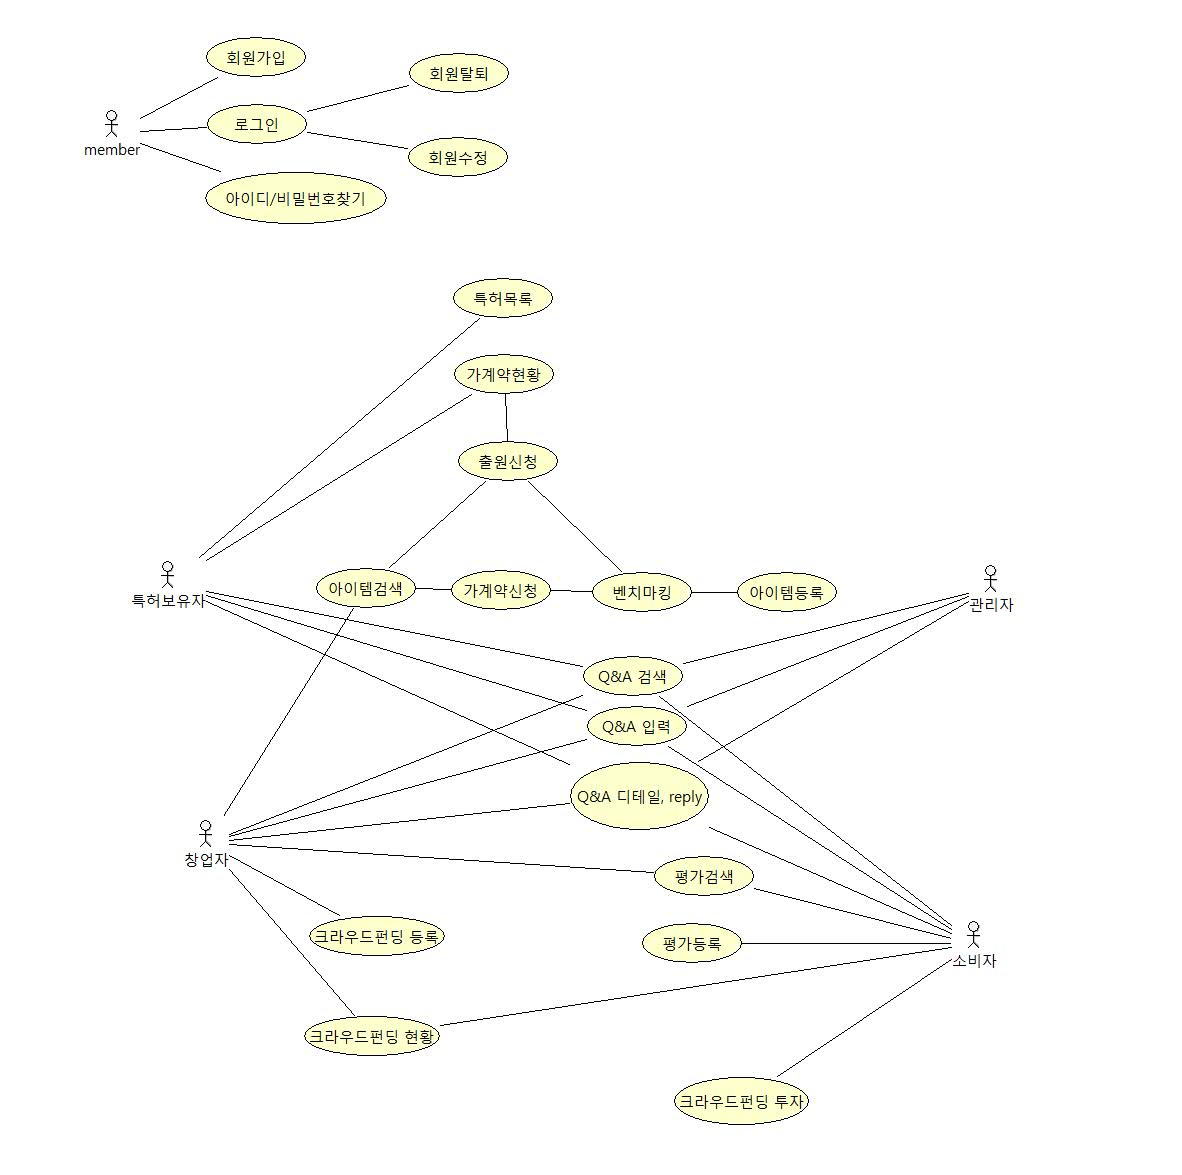 회원가입
회원탈퇴
로그인
member
회원수정
아이디/비밀번호찾기
특허목록
가계약현황
출원신청
아이템검색
가계약신청
벤치마킹
아이템등록
특허보유자
관리자
Q&A 검색
Q&A 입력
Q&A 디테일, reply
창업자
평가검색
크라우드펀딩 등록
평가등록
소비자
크라우드펀딩 현황
크라우드펀딩 투자